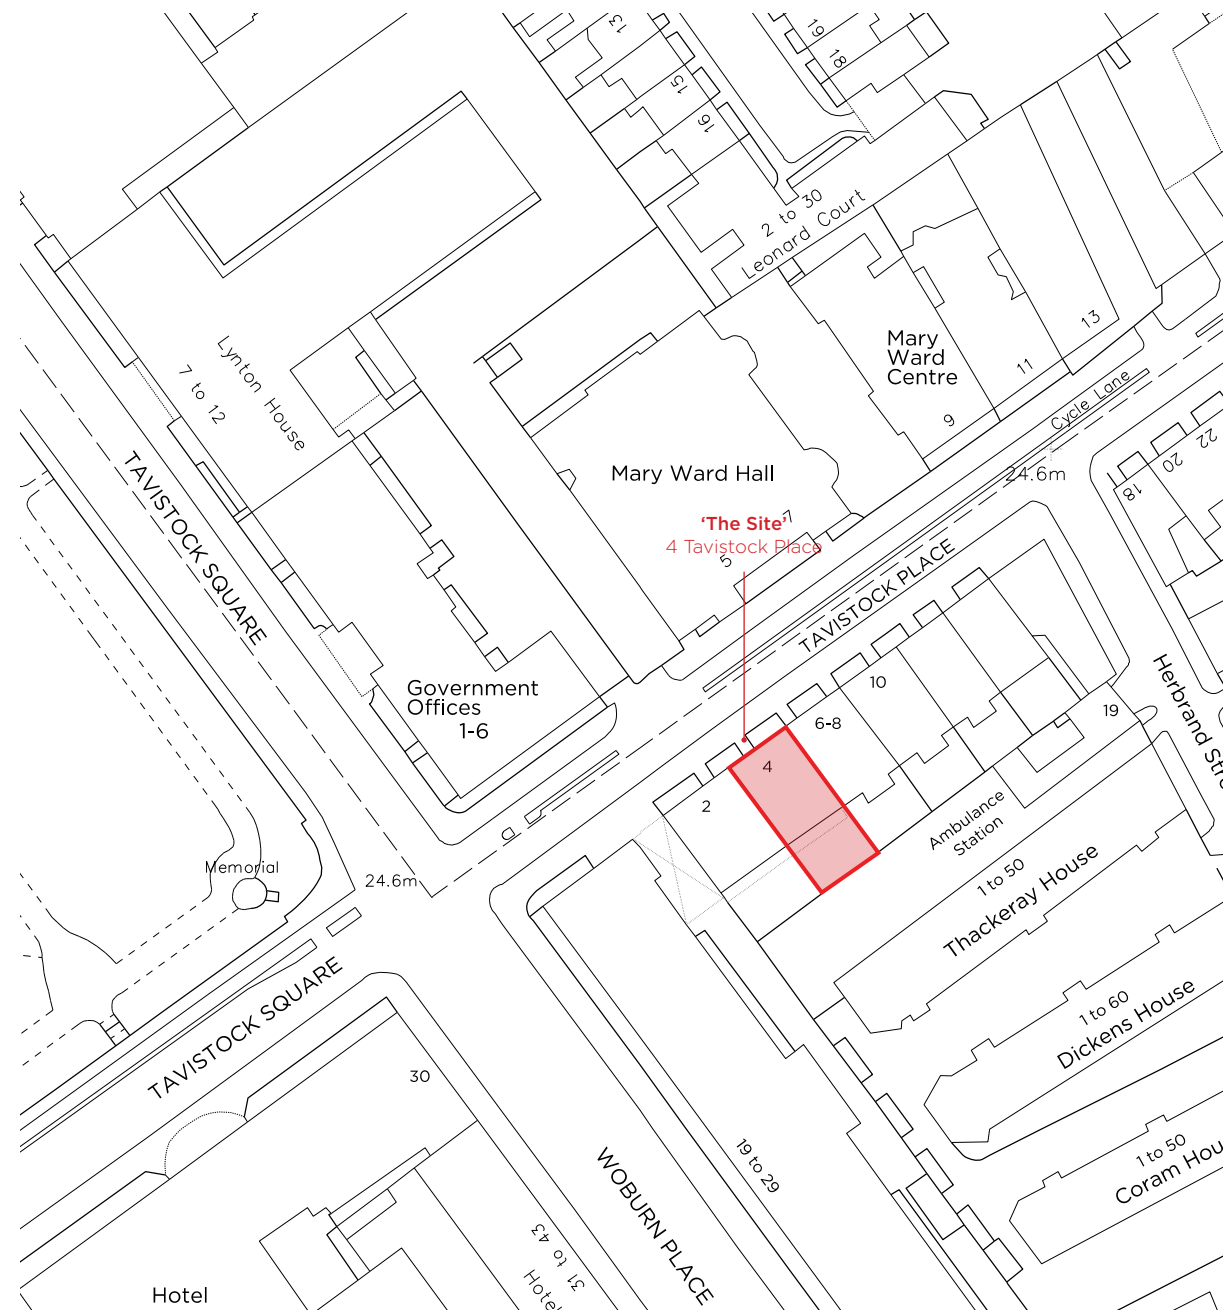 13
15
16
19
18
2 to 30
Leonard Court
Lynton House
7 to 12
Mary
Ward
Centre
13
11
9
Cycle Lane
24.6m
Mary Ward Hall
7
5
'The Site'
4 Tavistock Place
TAVISTOCK SQUARE
TAVISTOCK PLACE
18
20
22
Government
Offices
1-6
10
6-8
4
2
19
Ambulance
Station
Memorial
24.6m
1 to 50
Thackeray House
1 to 60
Dickens House
1 to 50
Coram Hou
TAVISTOCK SQUARE
30
WOBURN PLACE
19 to 29
31 to 43
Hotel
Hotel